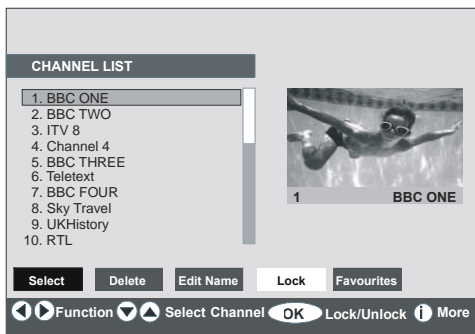 CHANNEL LIST
1. BBC ONE
2. BBC TWO
3. ITV 8
4. Channel 4
5. BBC THREE
6. Teletext
7. BBC FOUR
8. Sky Travel
9. UKHistory
10. RTL
1 BBC ONE
Select Delete Edit Name Lock Favourites
Function Select Channel OK Lock/Unlock i More